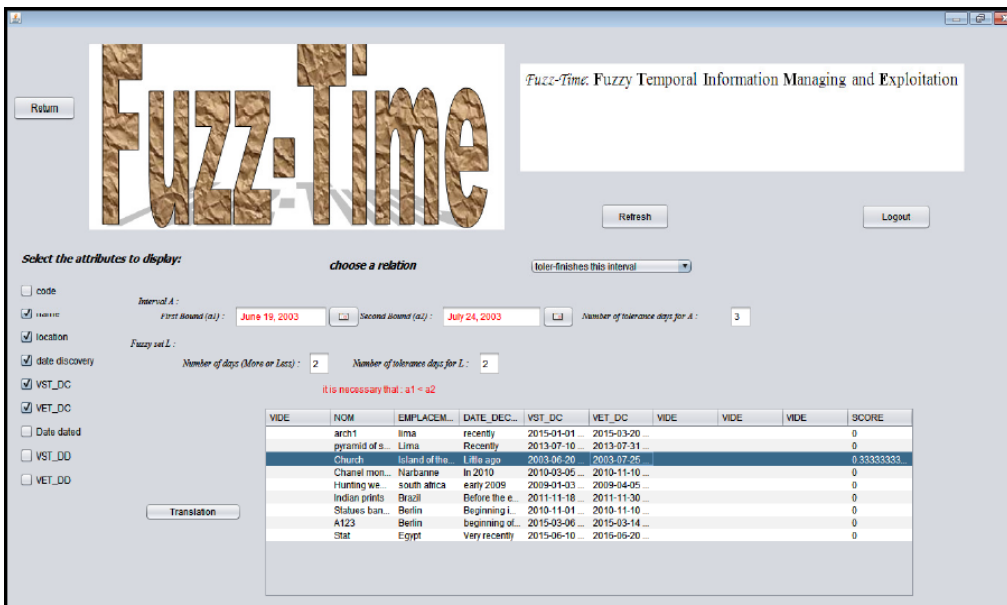 Fuzz-Time
Fuzz-Time: Fuzzy Temporal Information Managing and Exploitation
Return
Refresh
Logout
Select the attributes to display:
choose a relation
toler-finishes this interval
code
name
location
date discovery
VST_DC
VET_DC
Date dated
VST_DD
VET_DD
Interval A :
First Bound (a1) : June 19, 2003 Second Bound (a2) : July 24, 2003 Number of tolerance days for A : 3
Fuzzy set L :
Number of days (More or Less) : 2 Number of tolerance days for L : 2
it is necessary that : a1 < a2
Translation
VIDE NOM EMPLACEM... DATE_DEC... VST_DC VET_DC VIDE VIDE VIDE SCORE
arch1 lima recently 2015-01-01 ... 2015-03-20 ... 0
pyramid of s... Lima Recently 2013-07-10 ... 2013-07-31 ... 0
Church Island of the... Little ago 2003-06-20 ... 2003-07-25 ... 0.33333333...
Chanel mon... Narbanne In 2010 2010-03-05 ... 2010-11-10 ... 0
Hunting we... south africa early 2009 2009-01-03 ... 2009-04-05 ... 0
Indian prints Brazil Before the e... 2011-11-18 ... 2011-11-30 ... 0
Statues ban... Berlin Beginning i... 2010-11-01 ... 2010-11-10 ... 0
A123 Berlin beginning of... 2015-03-06 ... 2015-03-14 ... 0
Stat Egypt Very recently 2015-06-10 ... 2016-06-20 ... 0